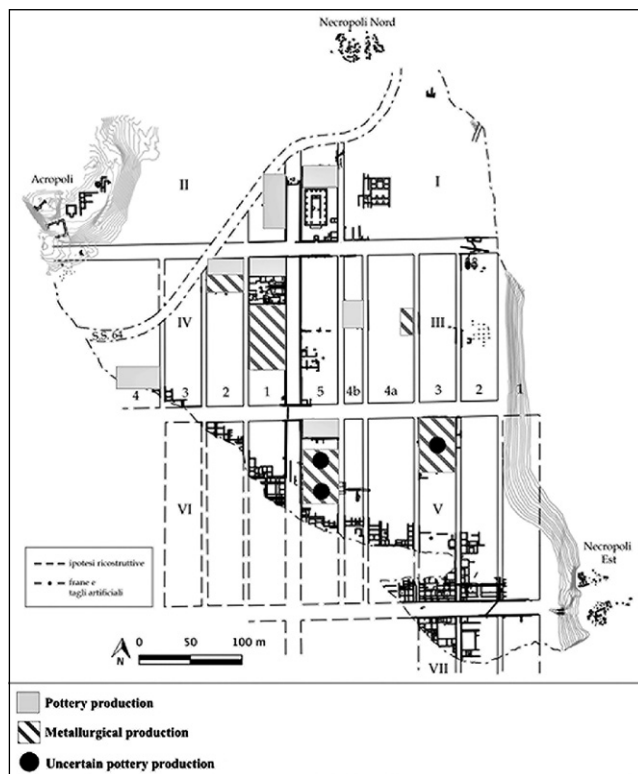 Necropoli Nord
Acropoli
II
I
S.S. 64
IV
III
4
3
2
1
5
4b
4a
3
2
1
VI
V
ipotesi ricostruttive
frane e
tagli artificiali
Necropoli
Est
N
0 50 100 m
VII
Pottery production
Metallurgical production
Uncertain pottery production